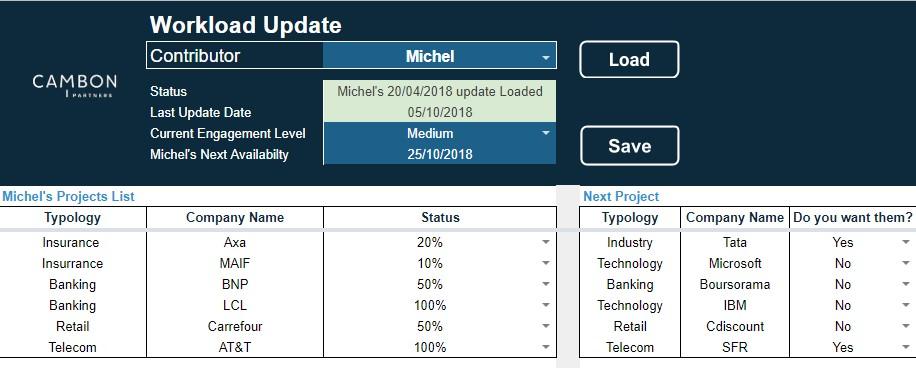 Workload Update
Contributor Michel Load
CAMBON
PARTNERS
Status Michel's 20/04/2018 update Loaded
Last Update Date 05/10/2018
Current Engagement Level Medium
Michel's Next Availabilty 25/10/2018
Save
Michel's Projects List Next Project
Typology Company Name Status Typology Company Name Do you want them?
Insurance Axa 20% Industry Tata Yes
Insurrance MAIF 10% Technology Microsoft No
Banking BNP 50% Banking Boursorama No
Banking LCL 100% Technology IBM No
Retail Carrefour 50% Retail Cdiscount No
Telecom AT&T 100% Telecom SFR Yes